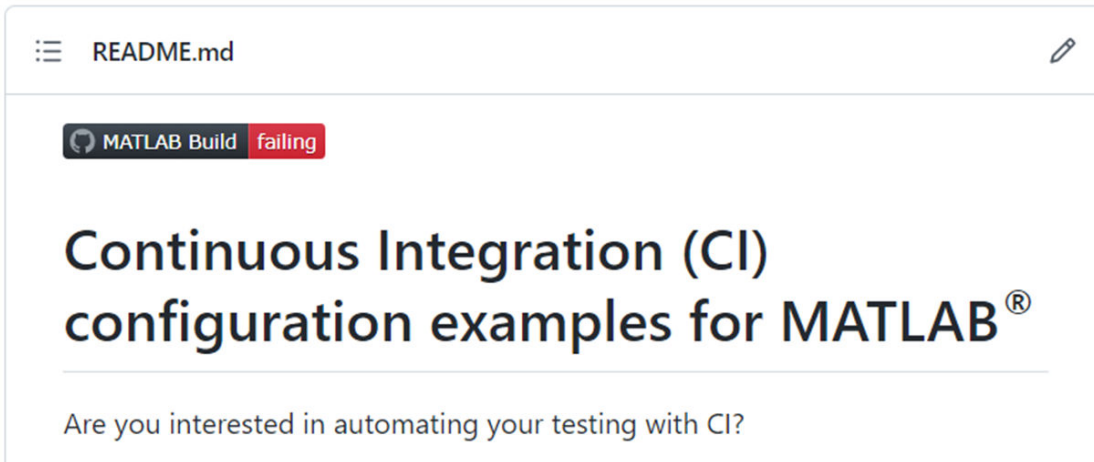 README.md
MATLAB Build failing
Continuous Integration (CI)
configuration examples for MATLAB®
Are you interested in automating your testing with CI?